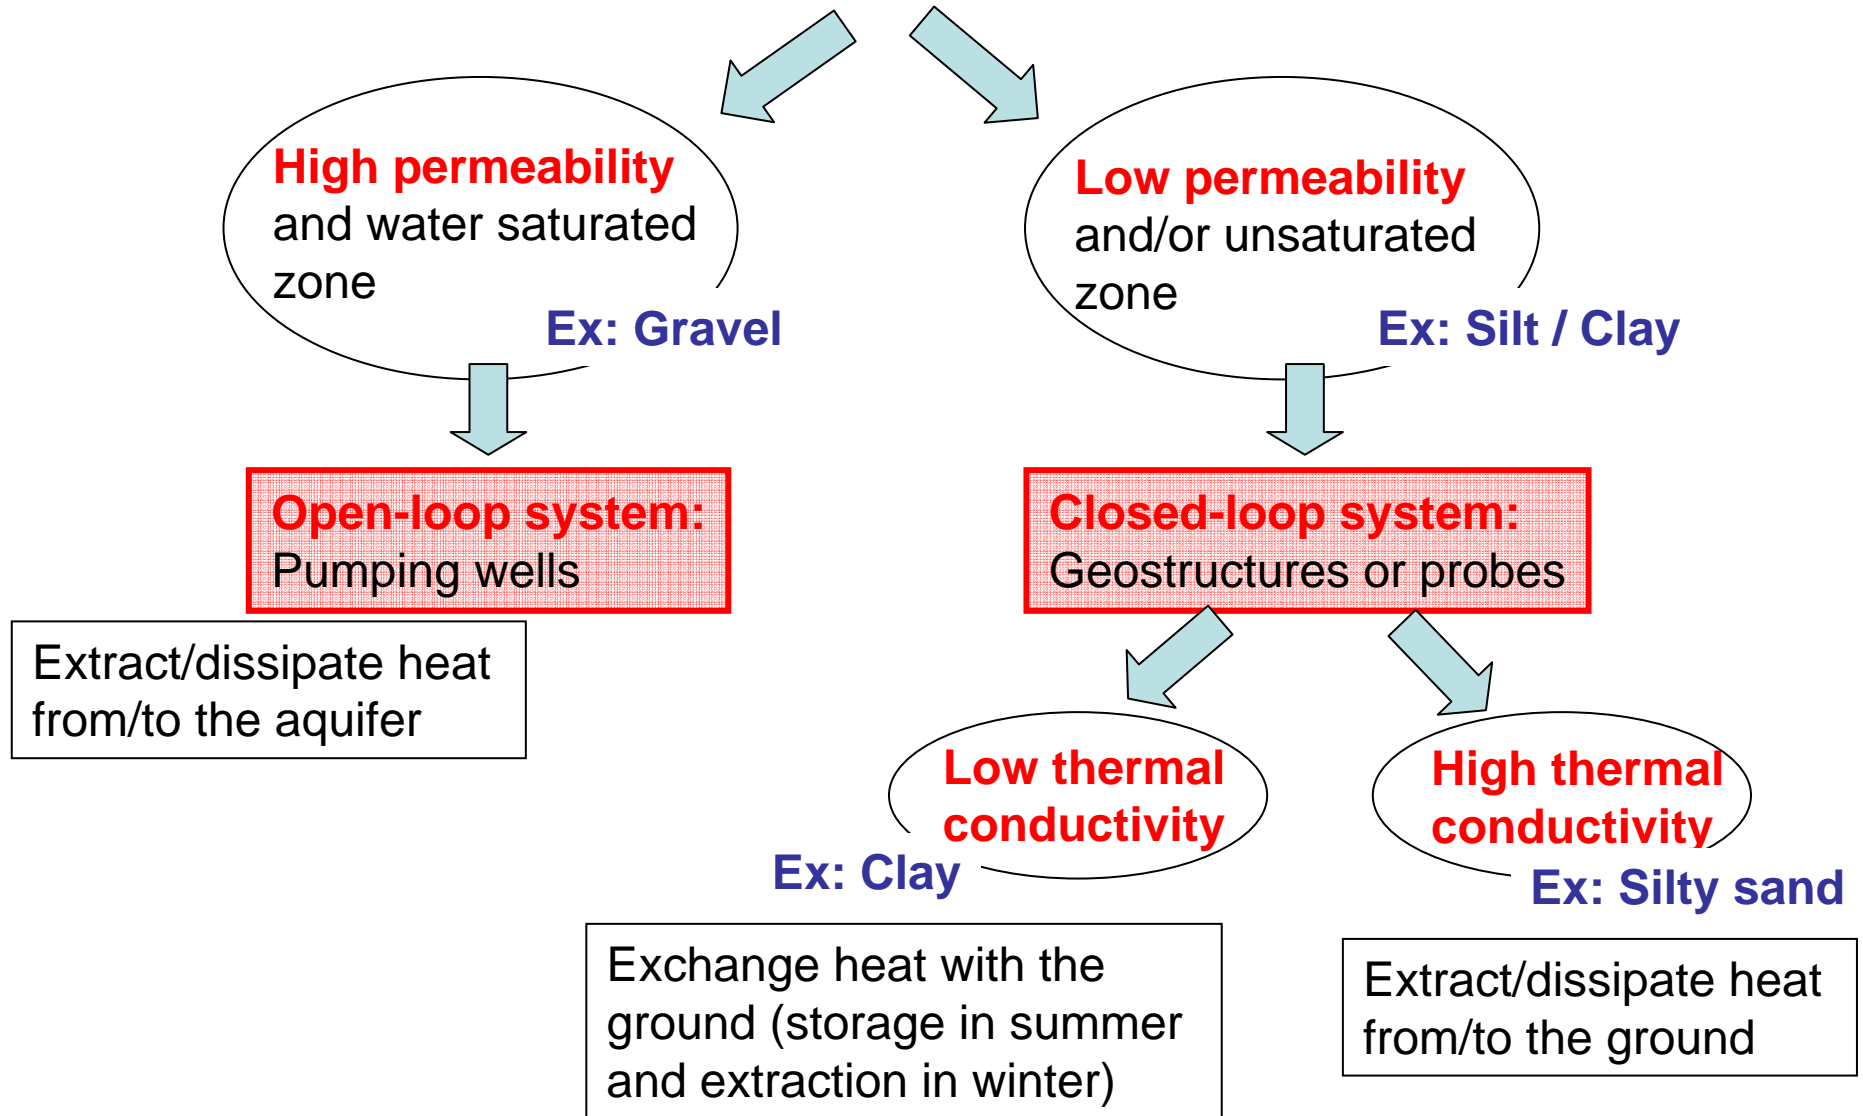 High permeability
and water saturated
zone
Ex: Gravel
Low permeability
and/or unsaturated
zone
Ex: Silt / Clay
Open-loop system:
Pumping wells
Closed-loop system:
Geostructures or probes
Extract/dissipate heat
from/to the aquifer
Low thermal
conductivity
Ex: Clay
High thermal
conductivity
Ex: Silty sand
Exchange heat with the
ground (storage in summer
and extraction in winter)
Extract/dissipate heat
from/to the ground